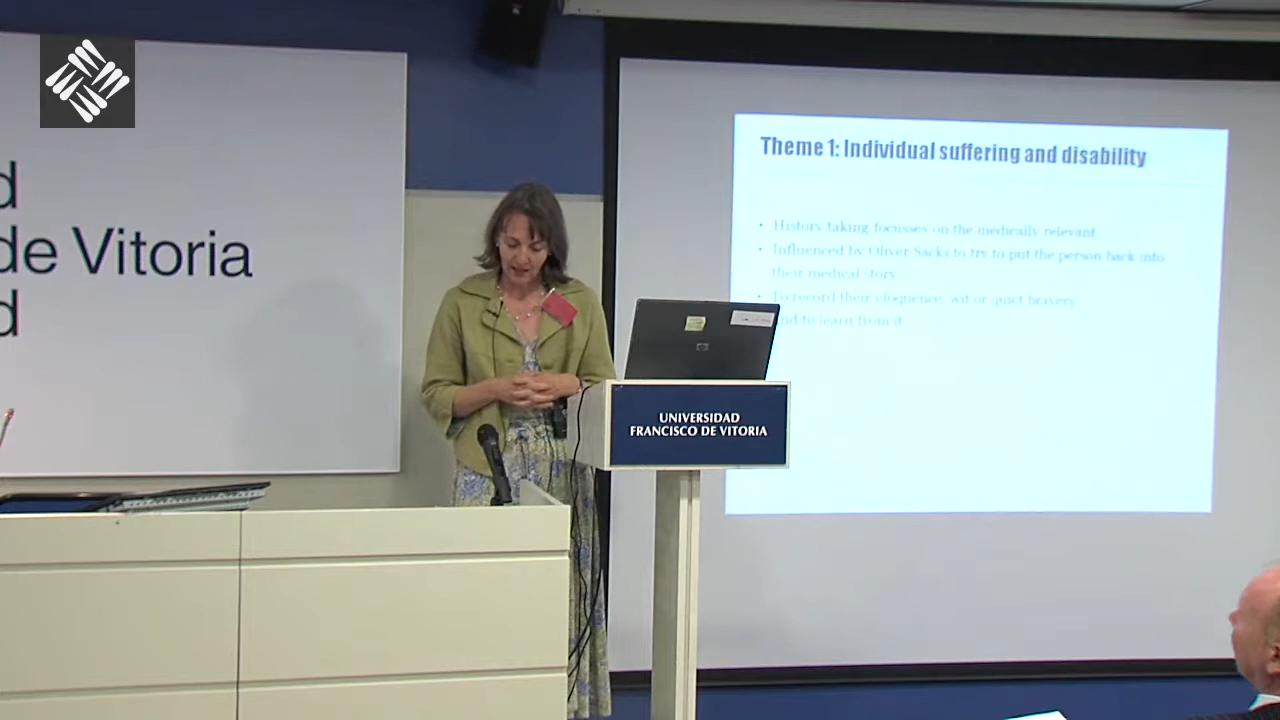 d
de Vitoria
d
Theme 1: Individual suffering and disability
• History taking focusses on the medically relevant
• Influenced by Oliver Sacks to try to put the person back into
their medical story
• To record their eloquence, wit or quiet bravery
and to learn from it
UNIVERSIDAD
FRANCISCO DE VITORIA